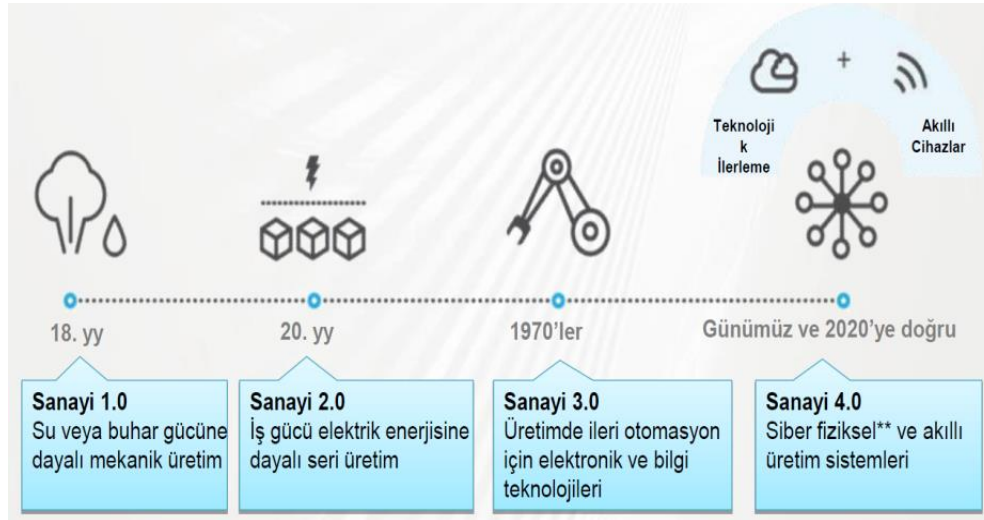 +
Teknoloji
k
İlerleme
Akıllı
Cihazlar
18. yy
20. yy
1970'ler
Günümüz ve 2020'ye doğru
Sanayi 1.0
Su veya buhar gücüne
dayalı mekanik üretim
Sanayi 2.0
İş gücü elektrik enerjisine
dayalı seri üretim
Sanayi 3.0
Üretimde ileri otomasyon
için elektronik ve bilgi
teknolojileri
Sanayi 4.0
Siber fiziksel** ve akıllı
üretim sistemleri